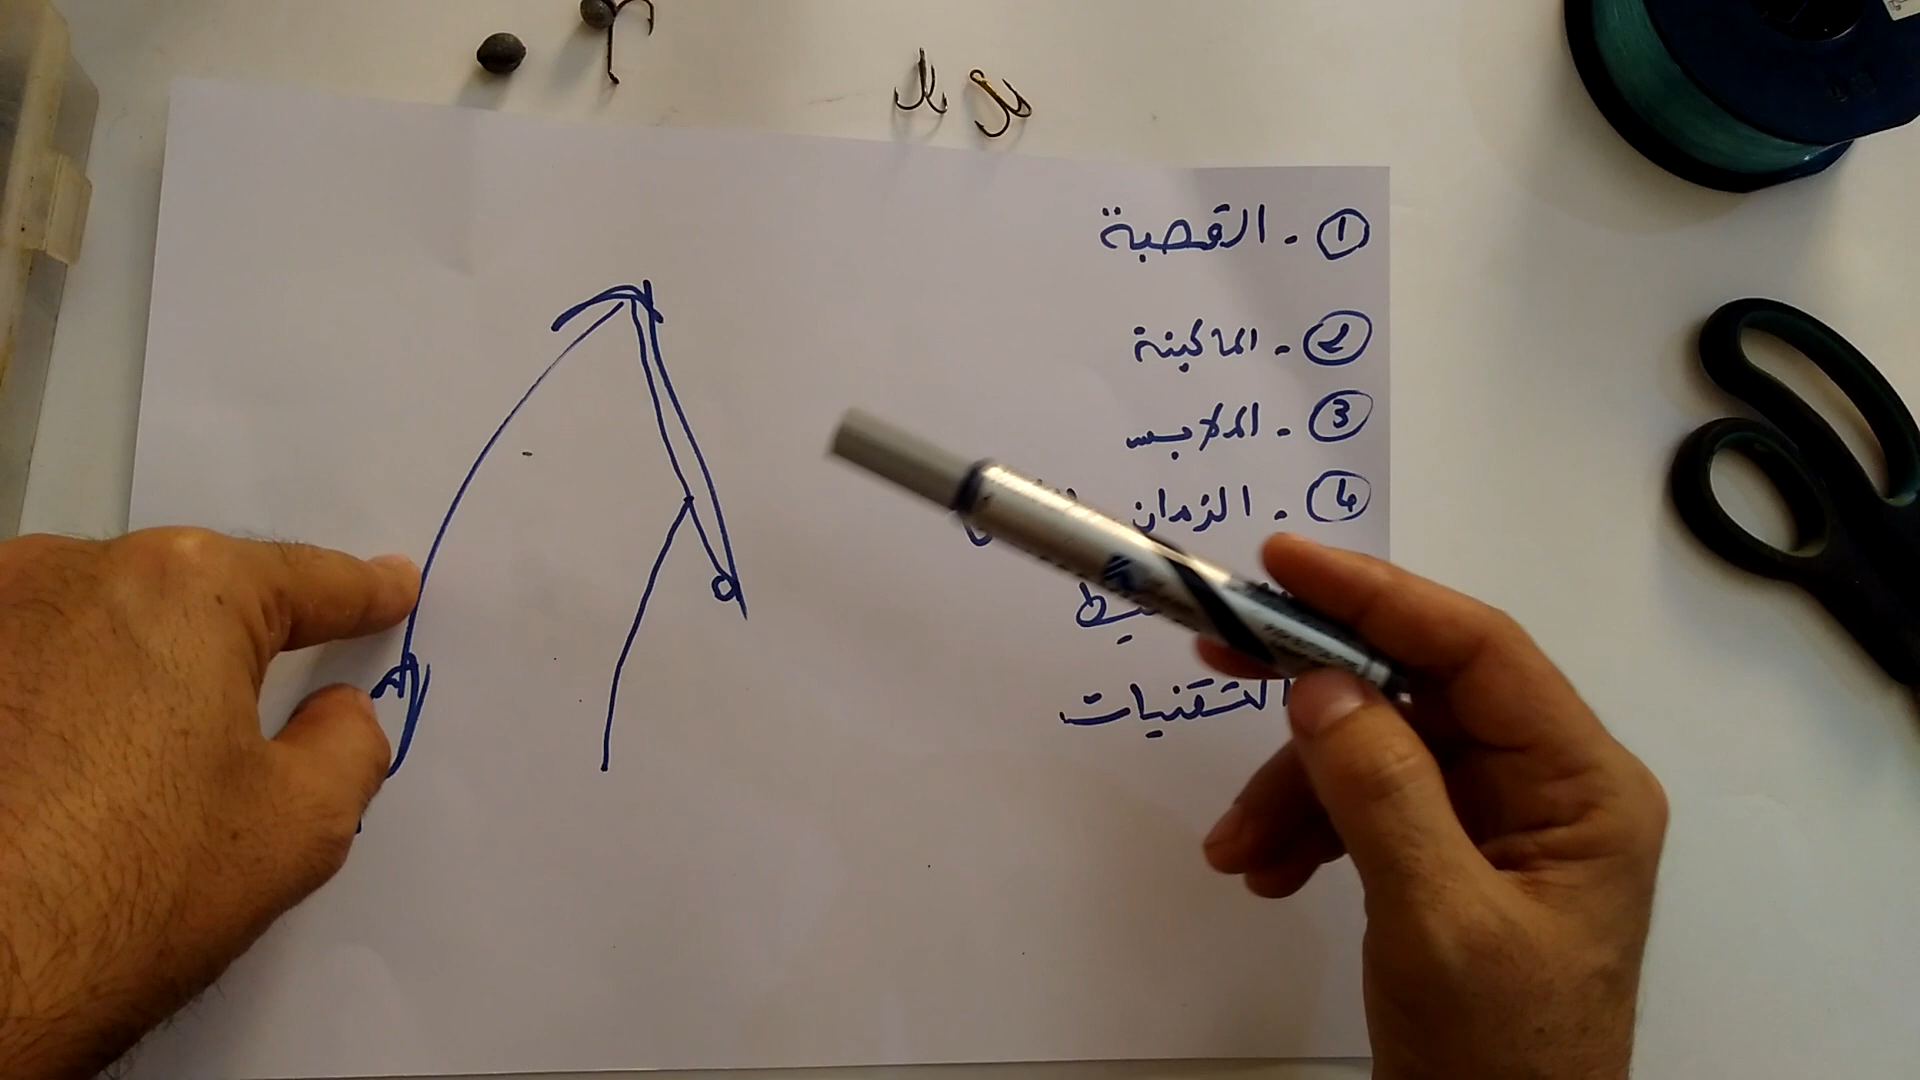 ① - القصبة
② - الماكينة
③ - الملابس
④ - الزمان
التقنيات